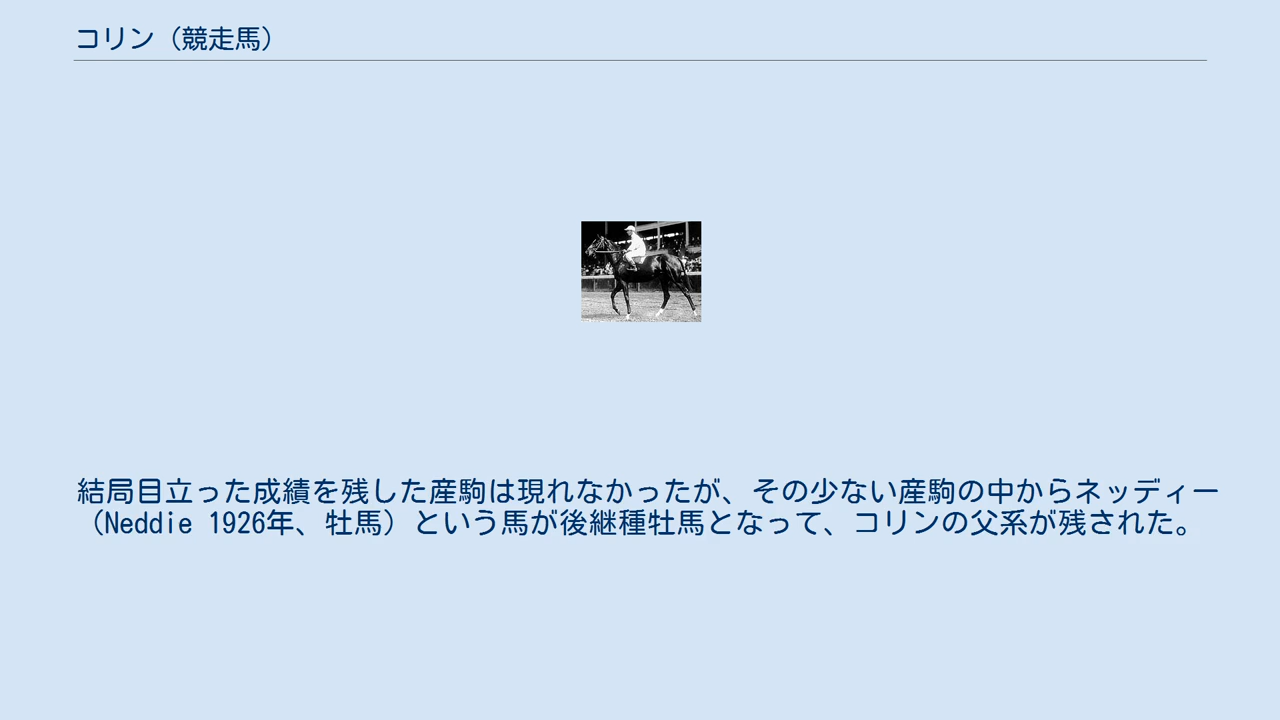 コリン（競走馬）
結局目立った成績を残した産駒は現れなかったが、その少ない産駒の中からネッディー
（Neddie 1926年、牡馬）という馬が後継種牡馬となって、コリンの父系が残された。